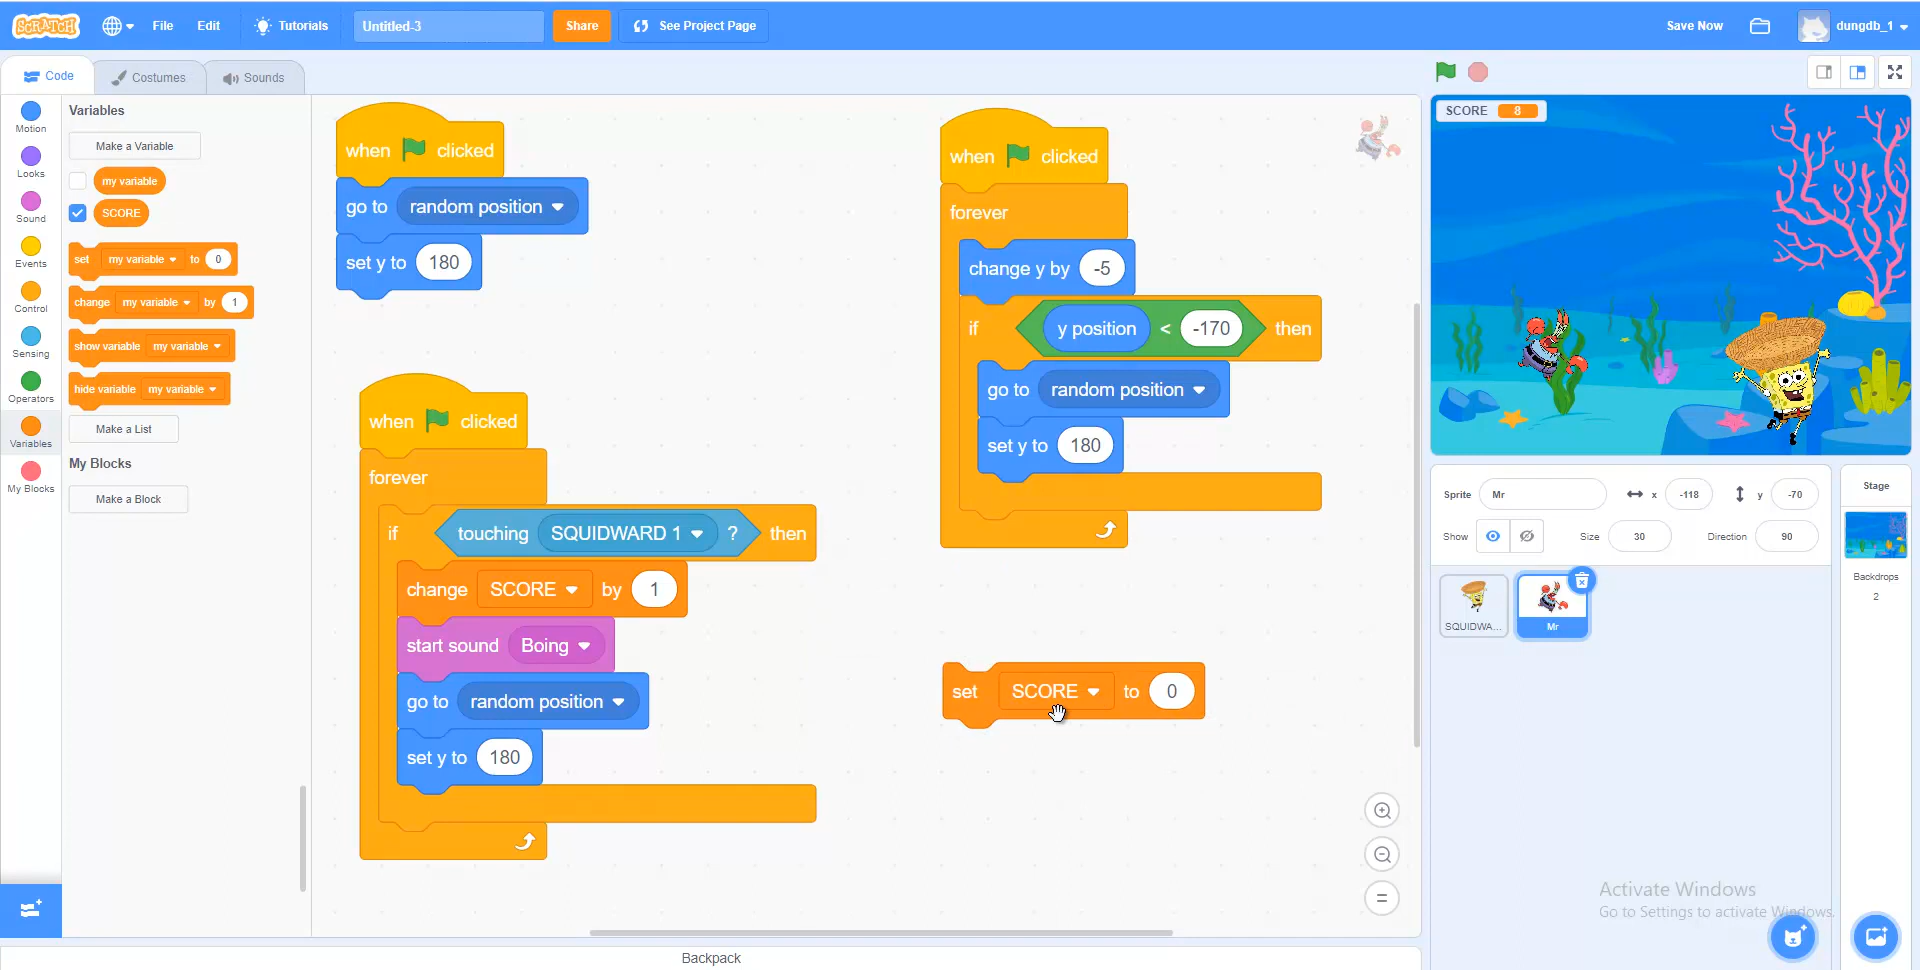 SCRATCH File Edit Tutorials Untitled-3 Share See Project Page Save Now dungdb_1
Code Costumes Sounds
Motion
Looks
Sound
Events
Control
Sensing
Operators
Variables
My Blocks
Variables
Make a Variable
my variable
SCORE
set my variable to 0
change my variable by 1
show variable my variable
hide variable my variable
Make a List
My Blocks
Make a Block
when clicked
go to random position
set y to 180
when clicked
forever
if touching SQUIDWARD 1 ? then
change SCORE by 1
start sound Boing
go to random position
set y to 180
when clicked
forever
change y by -5
if y position < -170 then
go to random position
set y to 180
set SCORE to 0
SCORE 8
Sprite Mr x -118 y -70
Show Size 30 Direction 90
SQUIDWA...
Mr
Stage
Backdrops
2
Activate Windows
Go to Settings to activate Windows.
Backpack